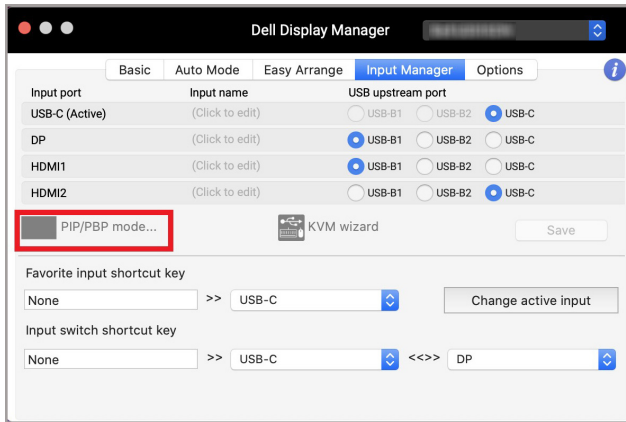 Dell Display Manager
Basic Auto Mode Easy Arrange Input Manager Options i
Input port Input name USB upstream port
USB-C (Active) (Click to edit) USB-B1 USB-B2 USB-C
DP (Click to edit) USB-B1 USB-B2 USB-C
HDMI1 (Click to edit) USB-B1 USB-B2 USB-C
HDMI2 (Click to edit) USB-B1 USB-B2 USB-C
PIP/PBP mode... KVM wizard Save
Favorite input shortcut key
None >> USB-C Change active input
Input switch shortcut key
None >> USB-C <<>> DP